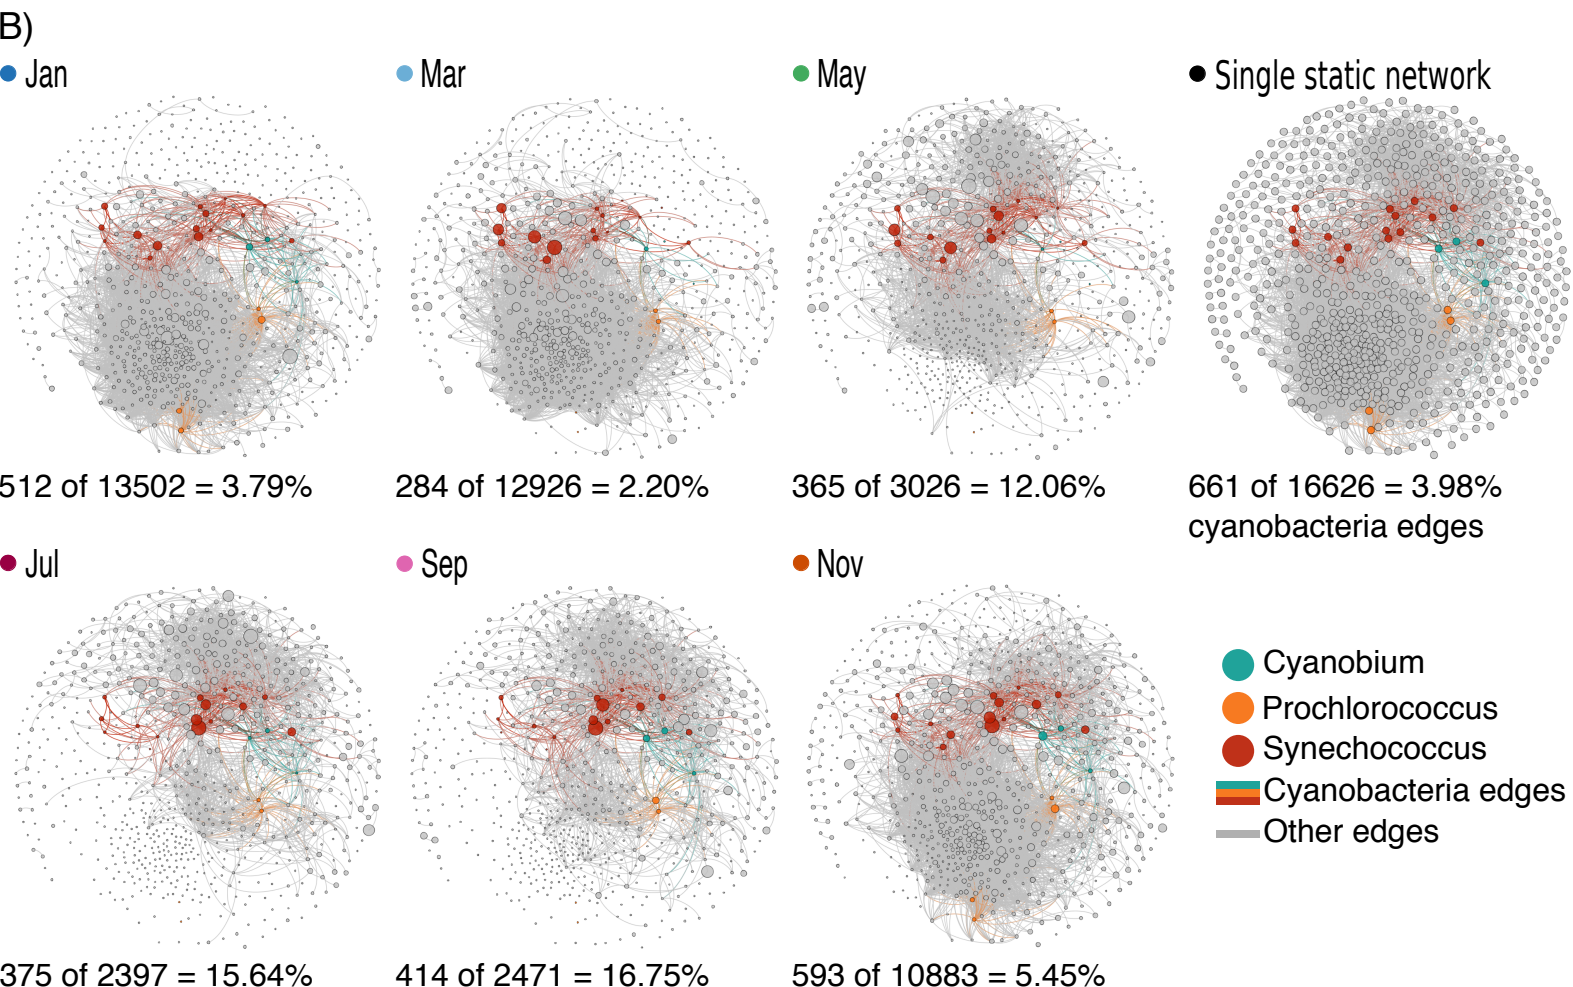 B)
Jan
Mar
May
Single static network
512 of 13502 = 3.79%
284 of 12926 = 2.20%
365 of 3026 = 12.06%
661 of 16626 = 3.98%
cyanobacteria edges
Jul
Sep
Nov
Cyanobium
Prochlorococcus
Synechococcus
Cyanobacteria edges
Other edges
375 of 2397 = 15.64%
414 of 2471 = 16.75%
593 of 10883 = 5.45%